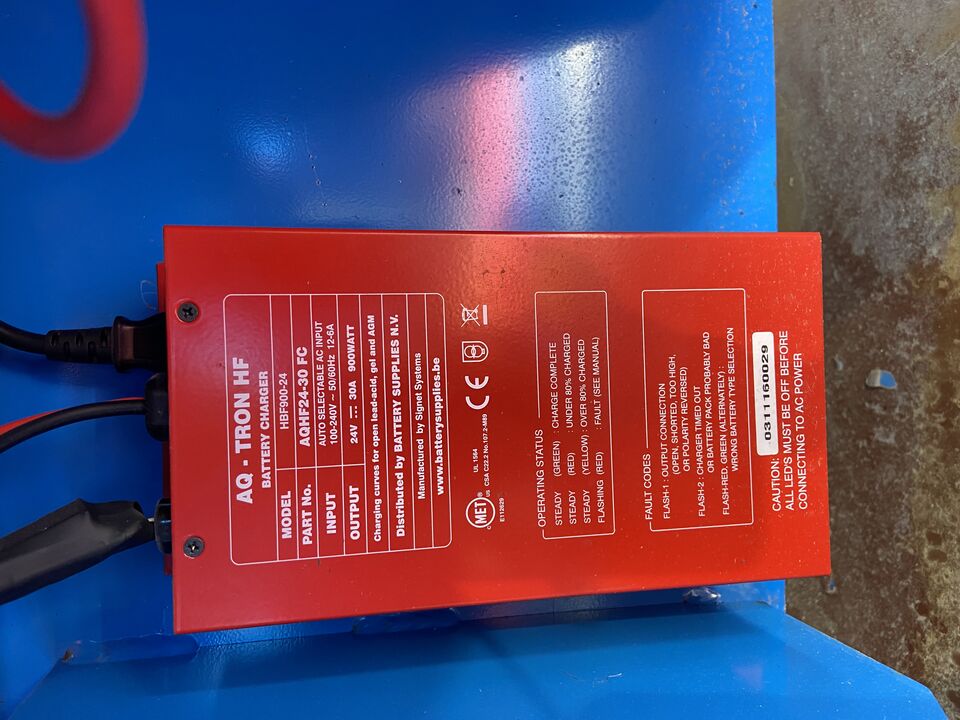 AQ - TRON HF
BATTERY CHARGER
MODEL HBF900-24
PART No. AQHF24-30 FC
INPUT AUTO SELECTABLE AC INPUT
100-240V ~ 50/60Hz 12-6A
OUTPUT 24V 30A 900WATT
Charging curves for open lead-acid, gel and AGM
Distributed by BATTERY SUPPLIES N.V.
Manufactured by Signet Systems
www.batterysupplies.be
MET ®
C US
E112629
UL 1564
CSA C22.2 No.107.2-M89
CE
OPERATING STATUS
STEADY (GREEN) : CHARGE COMPLETE
STEADY (RED) : UNDER 80% CHARGED
STEADY (YELLOW) : OVER 80% CHARGED
FLASHING (RED) : FAULT (SEE MANUAL)
FAULT CODES
FLASH-1 : OUTPUT CONNECTION
(OPEN, SHORTED, TOO HIGH,
OR POLARITY REVERSED)
FLASH-2 : CHARGER TIMED OUT
OR BATTERY PACK PROBABLY BAD
FLASH-RED, GREEN (ALTERNATELY) :
WRONG BATTERY TYPE SELECTION
0311160029
CAUTION:
ALL LED'S MUST BE OFF BEFORE
CONNECTING TO AC POWER